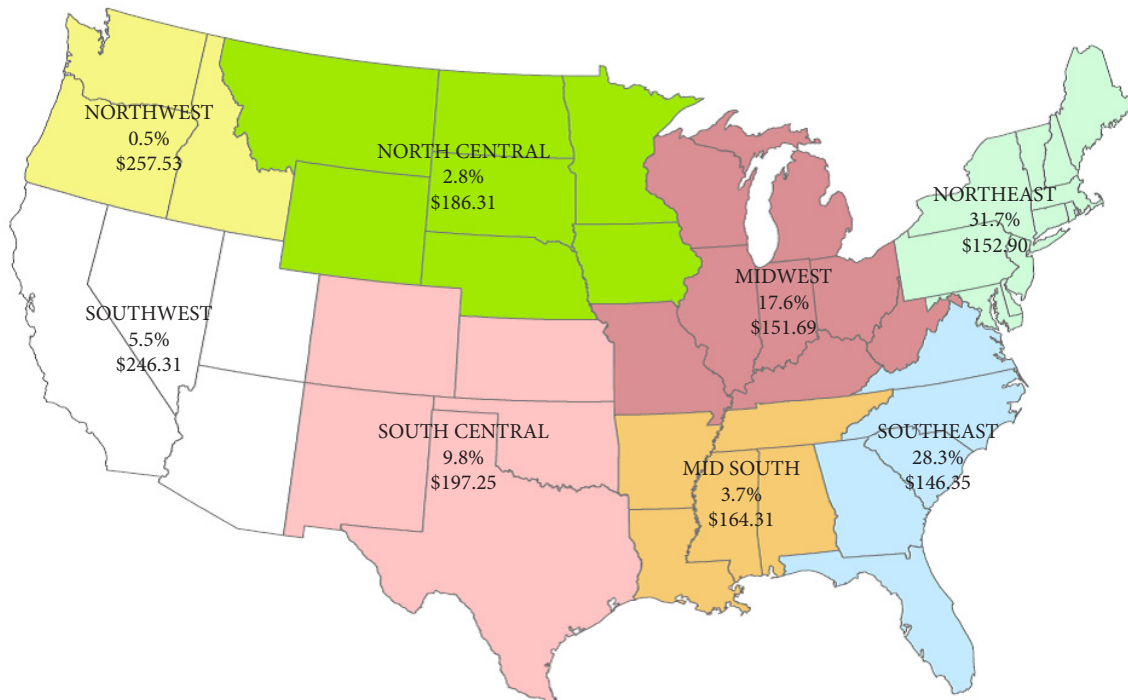 NORTHWEST
0.5%
$257.53
NORTH CENTRAL
2.8%
$186.31
NORTHEAST
31.7%
$152.90
SOUTHWEST
5.5%
$246.31
MIDWEST
17.6%
$151.69
SOUTH CENTRAL
9.8%
$197.25
MID SOUTH
3.7%
$164.31
SOUTHEAST
28.3%
$146.35